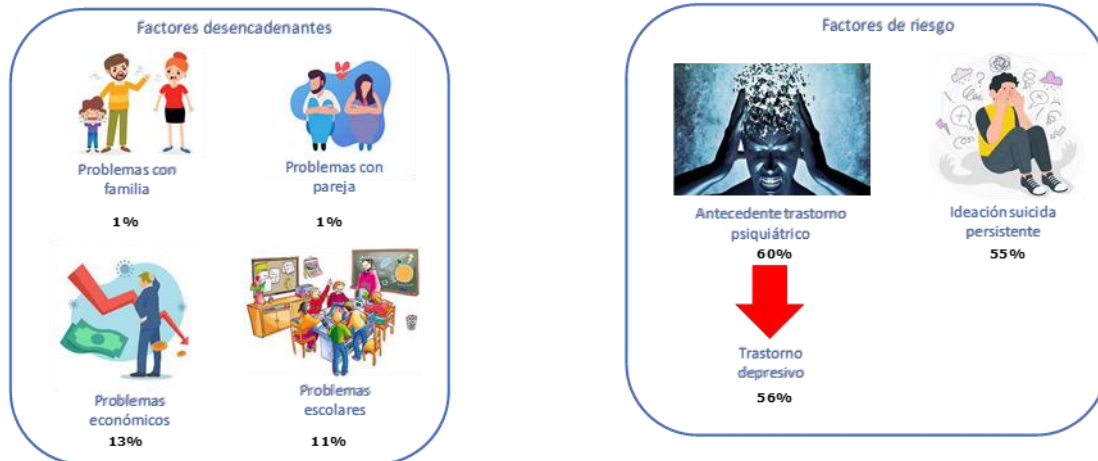 Factores desencadenantes
Problemas con
familia
1%
Problemas con
pareja
1%
Problemas
económicos
13%
Problemas
escolares
11%
Factores de riesgo
Antecedente trastorno
psiquiátrico
60%
Ideación suicida
persistente
55%
Trastorno
depresivo
56%